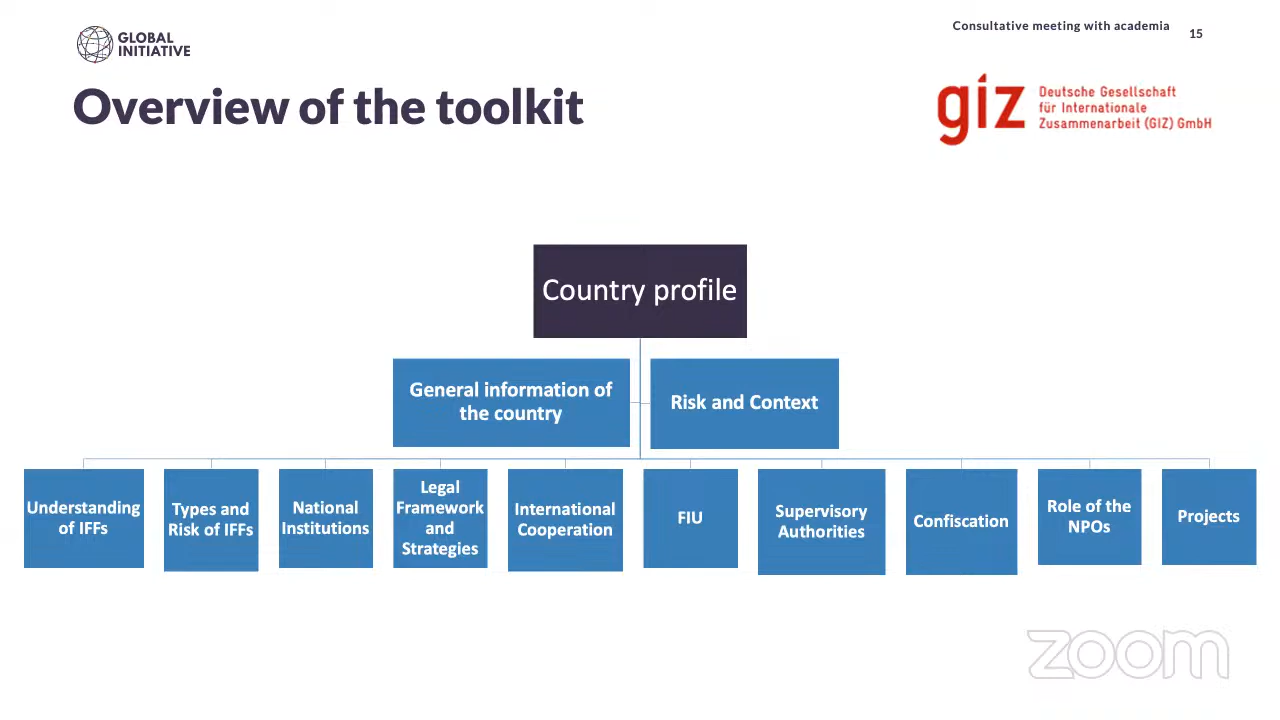 GLOBAL
INITIATIVE
Consultative meeting with academia
15
Overview of the toolkit
giz
Deutsche Gesellschaft
für Internationale
Zusammenarbeit (GIZ) GmbH
Country profile
General information of
the country
Risk and Context
Understanding
of IFFs
Types and
Risk of IFFs
National
Institutions
Legal
Framework
and
Strategies
International
Cooperation
FIU
Supervisory
Authorities
Confiscation
Role of the
NPOs
Projects
zoom